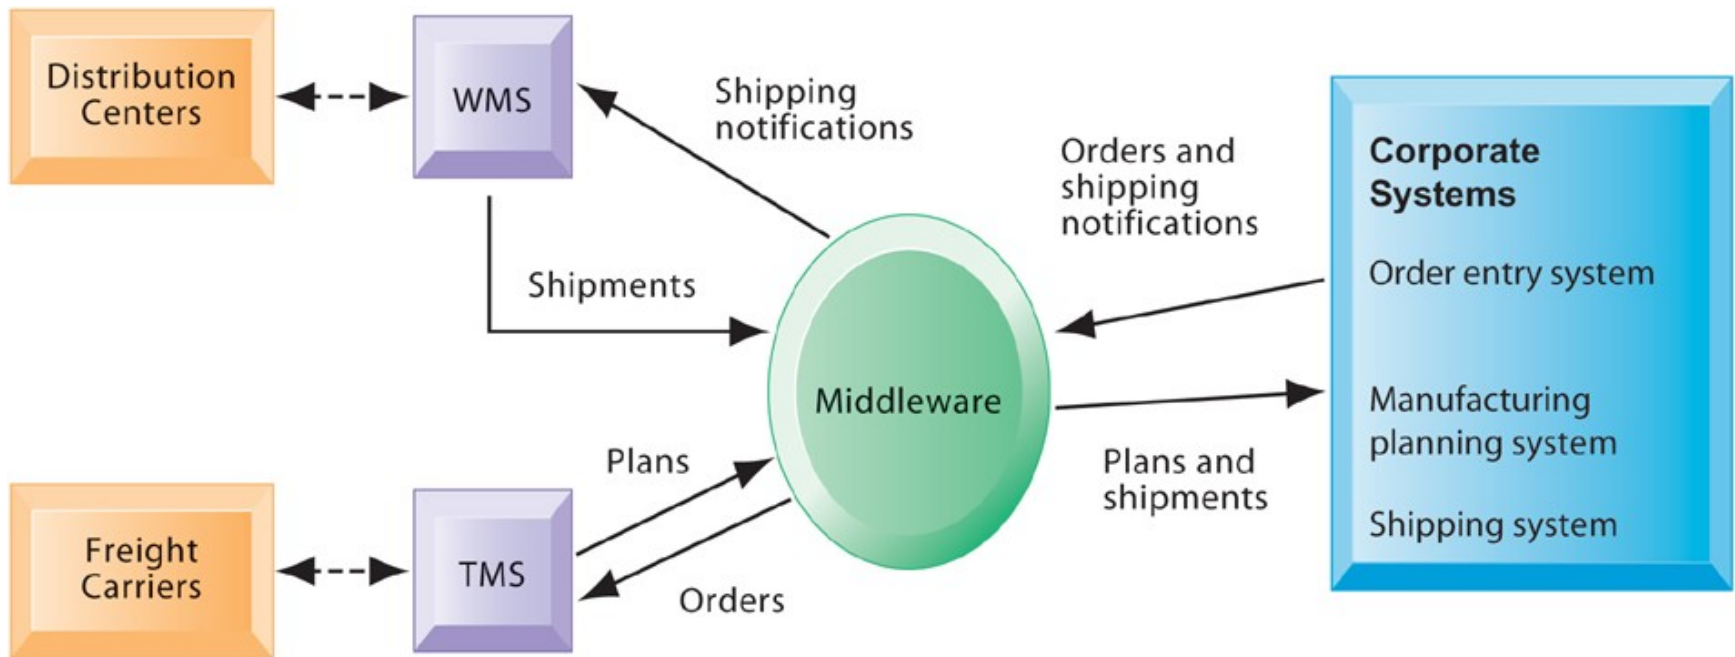 Distribution
Centers
WMS
Shipping
notifications
Orders and
shipping
notifications
Corporate
Systems
Order entry system
Shipments
Middleware
Manufacturing
planning system
Plans
Plans and
shipments
Shipping system
Freight
Carriers
TMS
Orders